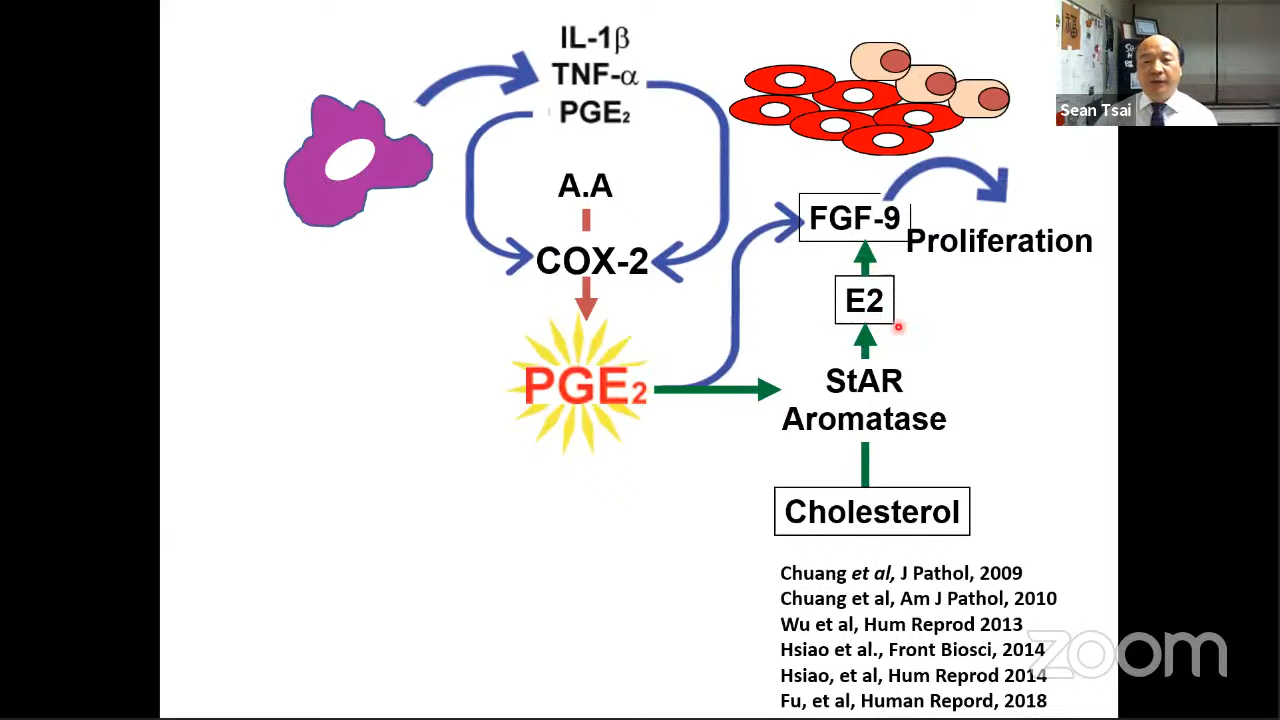 IL-1β
TNF-α
PGE₂
A.A
COX-2
PGE₂
FGF-9
Proliferation
E2
StAR
Aromatase
Cholesterol
Chuang et al, J Pathol, 2009
Chuang et al, Am J Pathol, 2010
Wu et al, Hum Reprod 2013
Hsiao et al., Front Biosci, 2014
Hsiao, et al, Hum Reprod 2014
Fu, et al, Human Repord, 2018
福
Sean Tsai
zoom